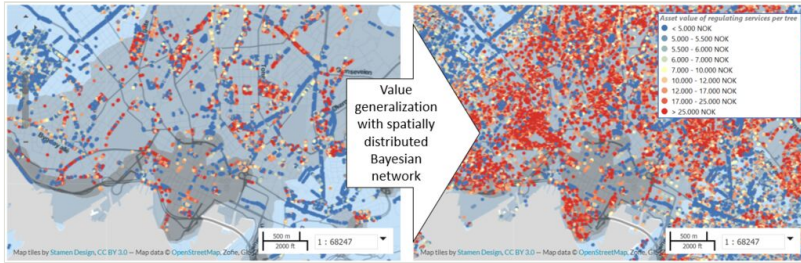 Asset value of regulating services per tree
< 5.000 NOK
5.000 - 5.500 NOK
5.500 - 6.000 NOK
6.000 - 7.000 NOK
7.000 - 10.000 NOK
10.000 - 12.000 NOK
12.000 - 17.000 NOK
17.000 - 25.000 NOK
> 25.000 NOK
Value
generalization
with spatially
distributed
Bayesian
network
500 m
2000 ft
1 : 68247
Map tiles by Stamen Design, CC BY 3.0 — Map data © OpenStreetMap, Zone,
500 m
2000 ft
1 : 68247
Map tiles by Stamen Design, CC BY 3.0 — Map data © OpenStreetMap, Zone,